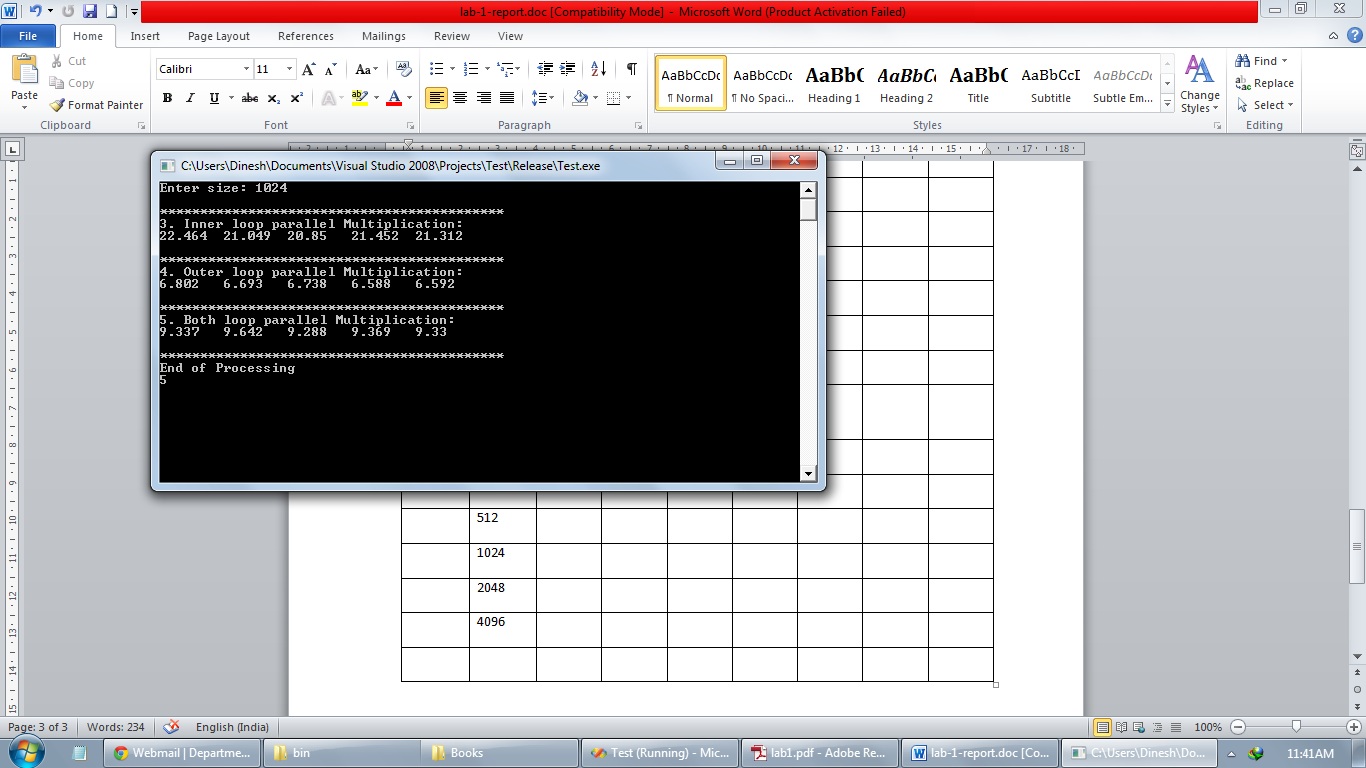 lab-1-report.doc [Compatibility Mode] - Microsoft Word (Product Activation Failed)
File Home Insert Page Layout References Mailings Review View
Paste
Cut
Copy
Format Painter
Clipboard
Calibri 11
Font
Paragraph
AaBbCcDc AaBbCcDc AaBbC AaBbCc AaBbC AaBbCcI AaBbCcDc
¶ Normal ¶ No Spaci... Heading 1 Heading 2 Title Subtitle Subtle Em...
Styles
Change Styles
Find
Replace
Select
Editing
C:\Users\Dinesh\Documents\Visual Studio 2008\Projects\Test\Release\Test.exe
Enter size: 1024
*******************************************
3. Inner loop parallel Multiplication:
22.464 21.049 20.85 21.452 21.312
*******************************************
4. Outer loop parallel Multiplication:
6.802 6.693 6.738 6.588 6.592
*******************************************
5. Both loop parallel Multiplication:
9.337 9.642 9.288 9.369 9.33
*******************************************
End of Processing
5
512
1024
2048
4096
Page: 3 of 3 Words: 234 English (India) 100%
Webmail | Departme... bin Books Test (Running) - Mic... lab1.pdf - Adobe Re... lab-1-report.doc [Co... C:\Users\Dinesh\Do... 11:41AM